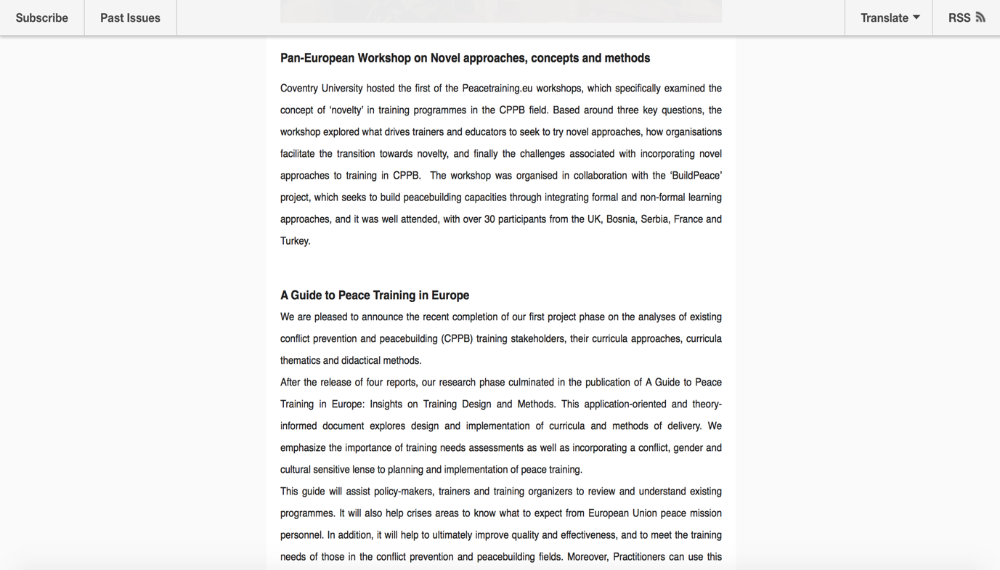 Subscribe
Past Issues
Translate
RSS
Pan-European Workshop on Novel approaches, concepts and methods
Coventry University hosted the first of the Peacetraining.eu workshops, which specifically examined the
concept of ‘novelty’ in training programmes in the CPPB field. Based around three key questions, the
workshop explored what drives trainers and educators to seek to try novel approaches, how organisations
facilitate the transition towards novelty, and finally the challenges associated with incorporating novel
approaches to training in CPPB.  The workshop was organised in collaboration with the ‘BuildPeace’
project, which seeks to build peacebuilding capacities through integrating formal and non-formal learning
approaches, and it was well attended, with over 30 participants from the UK, Bosnia, Serbia, France and
Turkey.
A Guide to Peace Training in Europe
We are pleased to announce the recent completion of our first project phase on the analyses of existing
conflict prevention and peacebuilding (CPPB) training stakeholders, their curricula approaches, curricula
thematics and didactical methods.
After the release of four reports, our research phase culminated in the publication of A Guide to Peace
Training in Europe: Insights on Training Design and Methods. This application-oriented and theory-
informed document explores design and implementation of curricula and methods of delivery. We
emphasize the importance of training needs assessments as well as incorporating a conflict, gender and
cultural sensitive lense to planning and implementation of peace training.
This guide will assist policy-makers, trainers and training organizers to review and understand existing
programmes. It will also help crises areas to know what to expect from European Union peace mission
personnel. In addition, it will help to ultimately improve quality and effectiveness, and to meet the training
needs of those in the conflict prevention and peacebuilding fields. Moreover, Practitioners can use this